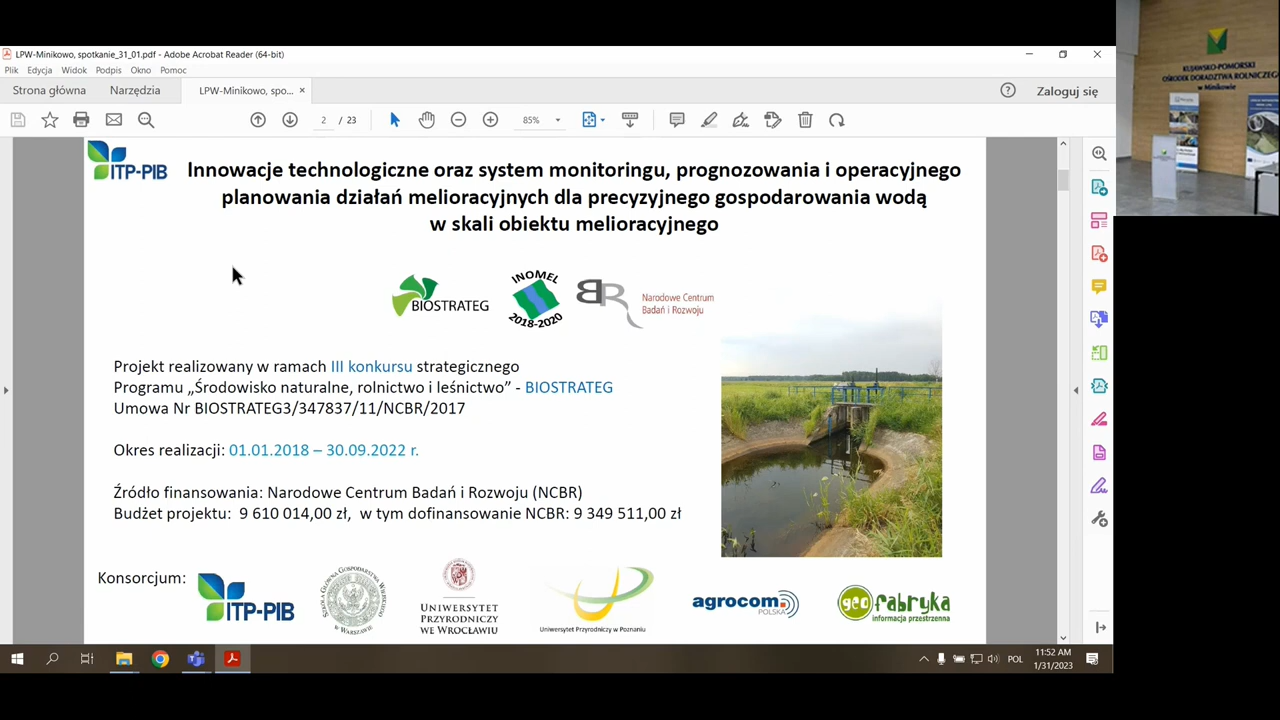 LPW-Minikowo, spotkanie_31_01.pdf - Adobe Acrobat Reader (64-bit)
Plik Edycja Widok Podpis Okno Pomoc
Strona główna Narzędzia LPW-Minikowo, spo... × Zaloguj się
2 / 23 85%
ITP-PIB
Innowacje technologiczne oraz system monitoringu, prognozowania i operacyjnego
planowania działań melioracyjnych dla precyzyjnego gospodarowania wodą
w skali obiektu melioracyjnego
BIOSTRATEG
INOMEL
2018-2020
BR
Narodowe Centrum
Badań i Rozwoju
Projekt realizowany w ramach III konkursu strategicznego
Programu „Środowisko naturalne, rolnictwo i leśnictwo” - BIOSTRATEG
Umowa Nr BIOSTRATEG3/347837/11/NCBR/2017
Okres realizacji: 01.01.2018 – 30.09.2022 r.
Źródło finansowania: Narodowe Centrum Badań i Rozwoju (NCBR)
Budżet projektu: 9 610 014,00 zł, w tym dofinansowanie NCBR: 9 349 511,00 zł
Konsorcjum:
ITP-PIB
SZKOŁA GŁÓWNA GOSPODARSTWA WIEJSKIEGO
w WARSZAWIE
UNIWERSYTET
PRZYRODNICZY
WE WROCŁAWIU
Uniwersytet Przyrodniczy w Poznaniu
agrocom
POLSKA
geofabryka
informacja przestrzenna
POL
11:52 AM
1/31/2023
KUJAWSKO-POMORSKI
OŚRODEK DORADZTWA ROLNICZEGO
w Minikowie